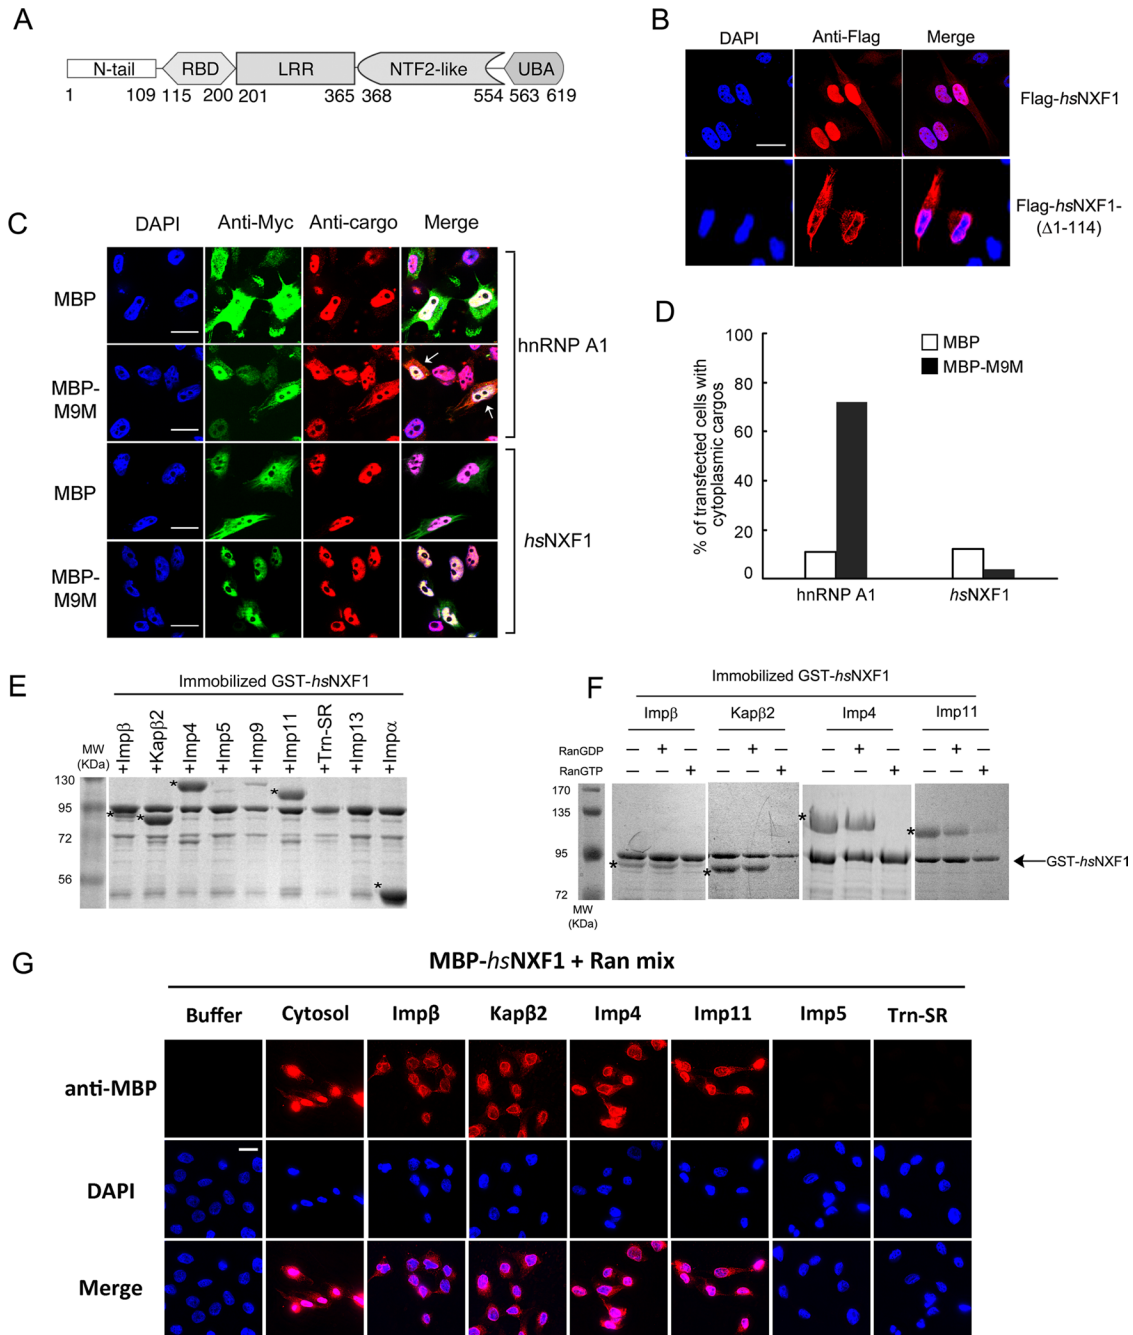 A
N-tail RBD LRR NTF2-like UBA
1 109 115 200 201 365 368 554 563 619
B
DAPI Anti-Flag Merge
Flag-hsNXF1
Flag-hsNXF1-
(Δ1-114)
C
DAPI Anti-Myc Anti-cargo Merge
MBP
MBP-
M9M
hnRNP A1
MBP
MBP-
M9M
hsNXF1
D
% of transfected cells with
cytoplasmic cargos
100
80
60
40
20
0
MBP
MBP-M9M
hnRNP A1 hsNXF1
E
Immobilized GST-hsNXF1
MW
(KDa)
+Impβ
+Kapβ2
+Imp4
+Imp5
+Imp9
+Imp11
+Trn-SR
+Imp13
+Impα
130
95
72
56
*
*
*
*
*
F
Immobilized GST-hsNXF1
Impβ Kapβ2 Imp4 Imp11
RanGDP — + — + — + — +
RanGTP — — + — — + — — + — — +
170
135
95
72
MW
(KDa)
*
*
*
*
GST-hsNXF1
G
MBP-hsNXF1 + Ran mix
Buffer Cytosol Impβ Kapβ2 Imp4 Imp11 Imp5 Trn-SR
anti-MBP
DAPI
Merge